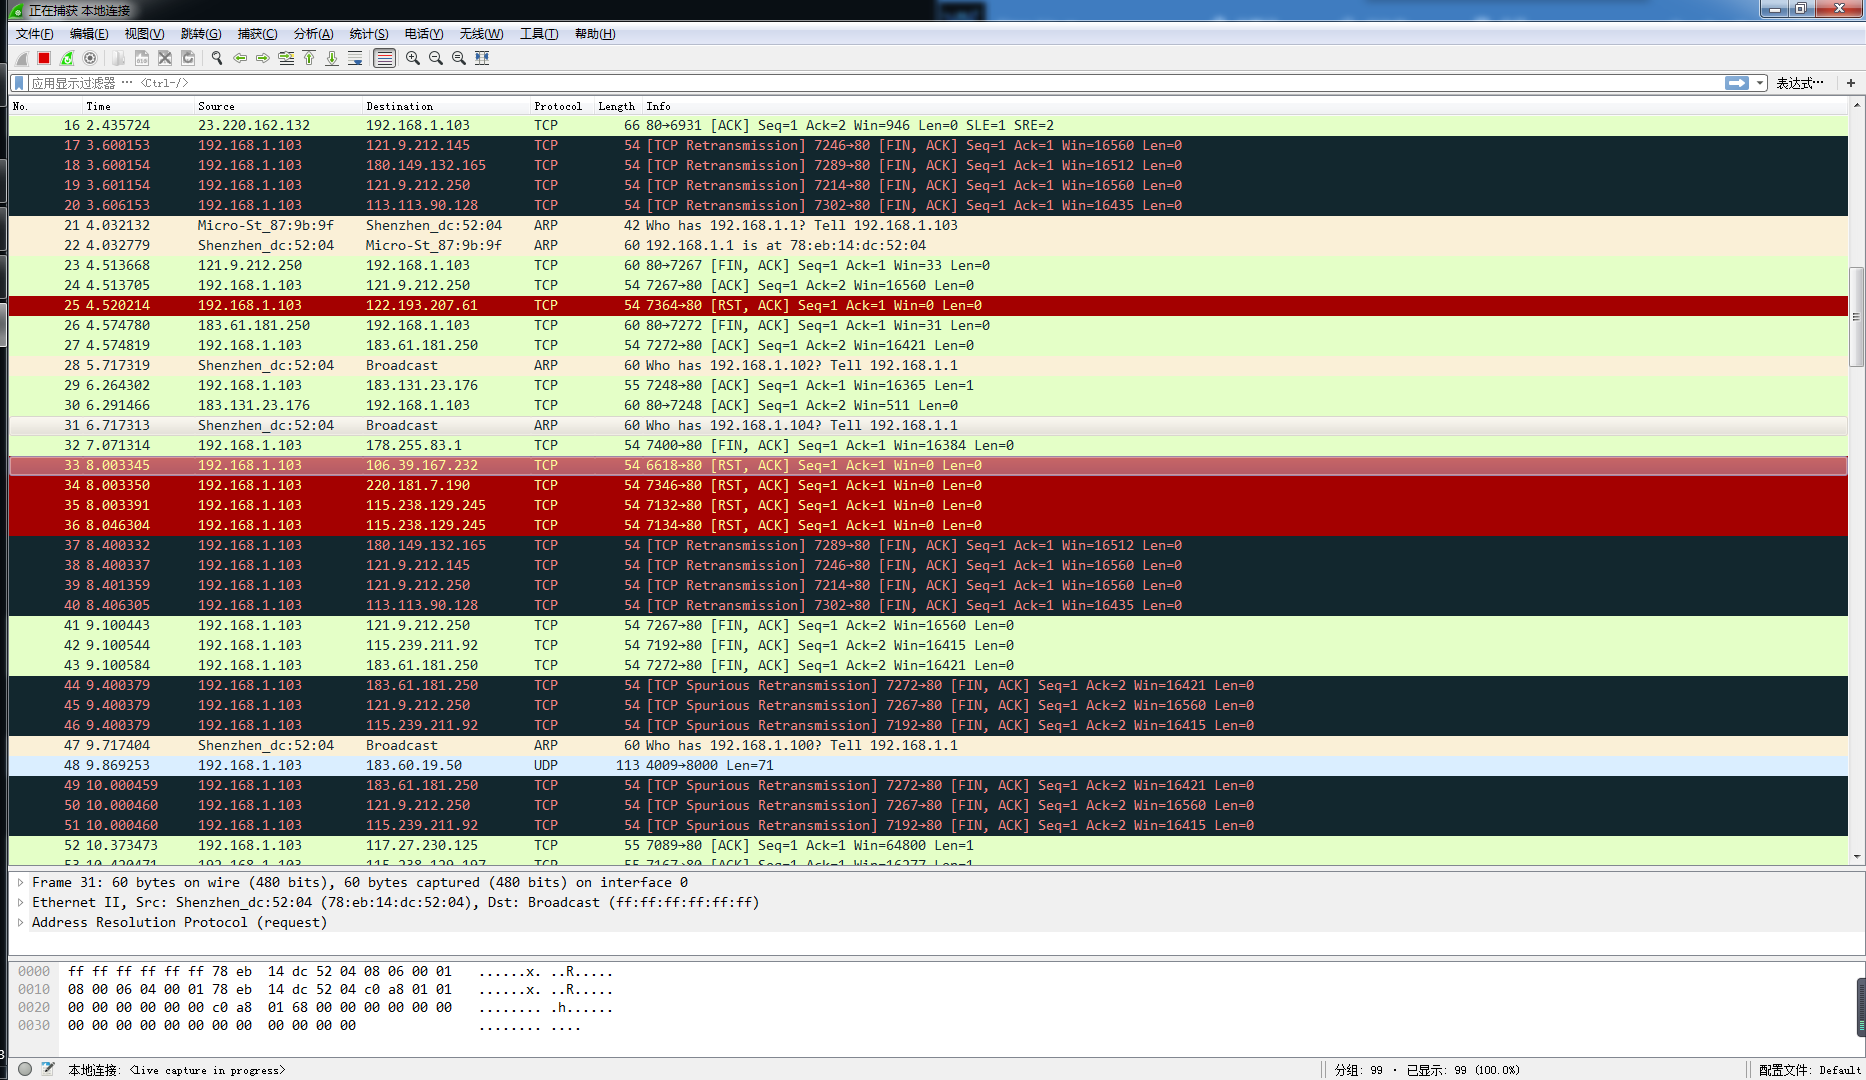 正在捕获 本地连接
文件(F) 编辑(E) 视图(V) 跳转(G) 捕获(C) 分析(A) 统计(S) 电话(Y) 无线(W) 工具(T) 帮助(H)
应用显示过滤器 … <Ctrl-/> 表达式… +
No. Time Source Destination Protocol Length Info
16 2.435724 23.220.162.132 192.168.1.103 TCP 66 80→6931 [ACK] Seq=1 Ack=2 Win=946 Len=0 SLE=1 SRE=2
17 3.600153 192.168.1.103 121.9.212.145 TCP 54 [TCP Retransmission] 7246→80 [FIN, ACK] Seq=1 Ack=1 Win=16560 Len=0
18 3.600154 192.168.1.103 180.149.132.165 TCP 54 [TCP Retransmission] 7289→80 [FIN, ACK] Seq=1 Ack=1 Win=16512 Len=0
19 3.601154 192.168.1.103 121.9.212.250 TCP 54 [TCP Retransmission] 7214→80 [FIN, ACK] Seq=1 Ack=1 Win=16560 Len=0
20 3.606153 192.168.1.103 113.113.90.128 TCP 54 [TCP Retransmission] 7302→80 [FIN, ACK] Seq=1 Ack=1 Win=16435 Len=0
21 4.032132 Micro-St_87:9b:9f Shenzhen_dc:52:04 ARP 42 Who has 192.168.1.1? Tell 192.168.1.103
22 4.032779 Shenzhen_dc:52:04 Micro-St_87:9b:9f ARP 60 192.168.1.1 is at 78:eb:14:dc:52:04
23 4.513668 121.9.212.250 192.168.1.103 TCP 60 80→7267 [FIN, ACK] Seq=1 Ack=1 Win=33 Len=0
24 4.513705 192.168.1.103 121.9.212.250 TCP 54 7267→80 [ACK] Seq=1 Ack=2 Win=16560 Len=0
25 4.520214 192.168.1.103 122.193.207.61 TCP 54 7364→80 [RST, ACK] Seq=1 Ack=1 Win=0 Len=0
26 4.574780 183.61.181.250 192.168.1.103 TCP 60 80→7272 [FIN, ACK] Seq=1 Ack=1 Win=31 Len=0
27 4.574819 192.168.1.103 183.61.181.250 TCP 54 7272→80 [ACK] Seq=1 Ack=2 Win=16421 Len=0
28 5.717319 Shenzhen_dc:52:04 Broadcast ARP 60 Who has 192.168.1.102? Tell 192.168.1.1
29 6.264302 192.168.1.103 183.131.23.176 TCP 55 7248→80 [ACK] Seq=1 Ack=1 Win=16365 Len=1
30 6.291466 183.131.23.176 192.168.1.103 TCP 60 80→7248 [ACK] Seq=1 Ack=2 Win=511 Len=0
31 6.717313 Shenzhen_dc:52:04 Broadcast ARP 60 Who has 192.168.1.104? Tell 192.168.1.1
32 7.071314 192.168.1.103 178.255.83.1 TCP 54 7400→80 [FIN, ACK] Seq=1 Ack=1 Win=16384 Len=0
33 8.003345 192.168.1.103 106.39.167.232 TCP 54 6618→80 [RST, ACK] Seq=1 Ack=1 Win=0 Len=0
34 8.003350 192.168.1.103 220.181.7.190 TCP 54 7346→80 [RST, ACK] Seq=1 Ack=1 Win=0 Len=0
35 8.003391 192.168.1.103 115.238.129.245 TCP 54 7132→80 [RST, ACK] Seq=1 Ack=1 Win=0 Len=0
36 8.046304 192.168.1.103 115.238.129.245 TCP 54 7134→80 [RST, ACK] Seq=1 Ack=1 Win=0 Len=0
37 8.400332 192.168.1.103 180.149.132.165 TCP 54 [TCP Retransmission] 7289→80 [FIN, ACK] Seq=1 Ack=1 Win=16512 Len=0
38 8.400337 192.168.1.103 121.9.212.145 TCP 54 [TCP Retransmission] 7246→80 [FIN, ACK] Seq=1 Ack=1 Win=16560 Len=0
39 8.401359 192.168.1.103 121.9.212.250 TCP 54 [TCP Retransmission] 7214→80 [FIN, ACK] Seq=1 Ack=1 Win=16560 Len=0
40 8.406305 192.168.1.103 113.113.90.128 TCP 54 [TCP Retransmission] 7302→80 [FIN, ACK] Seq=1 Ack=1 Win=16435 Len=0
41 9.100443 192.168.1.103 121.9.212.250 TCP 54 7267→80 [FIN, ACK] Seq=1 Ack=2 Win=16560 Len=0
42 9.100544 192.168.1.103 115.239.211.92 TCP 54 7192→80 [FIN, ACK] Seq=1 Ack=2 Win=16415 Len=0
43 9.100584 192.168.1.103 183.61.181.250 TCP 54 7272→80 [FIN, ACK] Seq=1 Ack=2 Win=16421 Len=0
44 9.400379 192.168.1.103 183.61.181.250 TCP 54 [TCP Spurious Retransmission] 7272→80 [FIN, ACK] Seq=1 Ack=2 Win=16421 Len=0
45 9.400379 192.168.1.103 121.9.212.250 TCP 54 [TCP Spurious Retransmission] 7267→80 [FIN, ACK] Seq=1 Ack=2 Win=16560 Len=0
46 9.400379 192.168.1.103 115.239.211.92 TCP 54 [TCP Spurious Retransmission] 7192→80 [FIN, ACK] Seq=1 Ack=2 Win=16415 Len=0
47 9.717404 Shenzhen_dc:52:04 Broadcast ARP 60 Who has 192.168.1.100? Tell 192.168.1.1
48 9.869253 192.168.1.103 183.60.19.50 UDP 113 4009→8000 Len=71
49 10.000459 192.168.1.103 183.61.181.250 TCP 54 [TCP Spurious Retransmission] 7272→80 [FIN, ACK] Seq=1 Ack=2 Win=16421 Len=0
50 10.000460 192.168.1.103 121.9.212.250 TCP 54 [TCP Spurious Retransmission] 7267→80 [FIN, ACK] Seq=1 Ack=2 Win=16560 Len=0
51 10.000460 192.168.1.103 115.239.211.92 TCP 54 [TCP Spurious Retransmission] 7192→80 [FIN, ACK] Seq=1 Ack=2 Win=16415 Len=0
52 10.373473 192.168.1.103 117.27.230.125 TCP 55 7089→80 [ACK] Seq=1 Ack=1 Win=64800 Len=1
53 10.420471 192.168.1.103 115.238.129.197 TCP 55 7167→80 [ACK] Seq=1 Ack=1 Win=16277 Len=1
Frame 31: 60 bytes on wire (480 bits), 60 bytes captured (480 bits) on interface 0
Ethernet II, Src: Shenzhen_dc:52:04 (78:eb:14:dc:52:04), Dst: Broadcast (ff:ff:ff:ff:ff:ff)
Address Resolution Protocol (request)
0000 ff ff ff ff ff ff 78 eb 14 dc 52 04 08 06 00 01 ......x. ..R.....
0010 08 00 06 04 00 01 78 eb 14 dc 52 04 c0 a8 01 01 ......x. ..R.....
0020 00 00 00 00 00 00 c0 a8 01 68 00 00 00 00 00 00 ........ .h......
0030 00 00 00 00 00 00 00 00 00 00 00 00 ........ ....
本地连接: <live capture in progress> 分组: 99 · 已显示: 99 (100.0%) 配置文件: Default